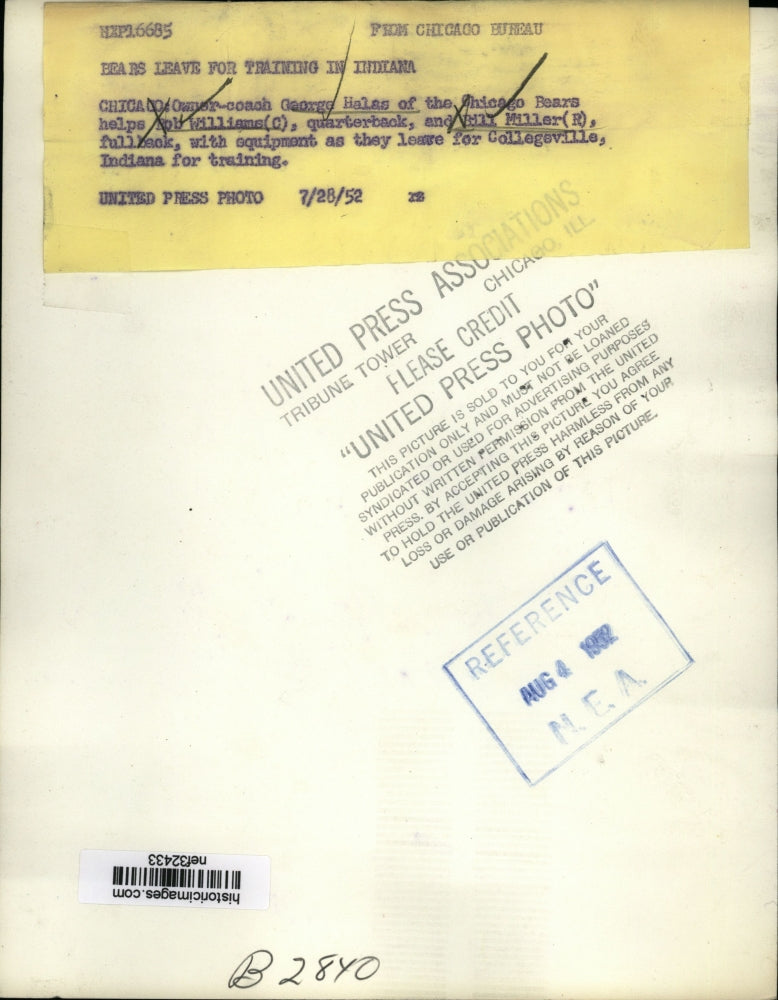 HXP16685 FROM CHICAGO BUREAU
BEARS LEAVE FOR TRAINING IN INDIANA
CHICAGO:Owner-coach George Halas of the Chicago Bears
helps Bob Williams(C), quarterback, and Bill Miller(R),
fullback, with equipment as they leave for Collegeville,
Indiana for training.
UNITED PRESS PHOTO 7/28/52
UNITED PRESS ASSOCIATIONS
TRIBUNE TOWER CHICAGO, ILL.
PLEASE CREDIT
"UNITED PRESS PHOTO"
THIS PICTURE IS SOLD TO YOU FOR YOUR
PUBLICATION ONLY AND MUST NOT BE LOANED
SYNDICATED OR USED FOR ADVERTISING PURPOSES
WITHOUT WRITTEN PERMISSION FROM THE UNITED
PRESS. BY ACCEPTING THIS PICTURE YOU AGREE
TO HOLD THE UNITED PRESS HARMLESS FROM ANY
LOSS OR DAMAGE ARISING BY REASON OF YOUR
USE OR PUBLICATION OF THIS PICTURE.
REFERENCE
AUG 4 1952
N. E. A.
historicimages.com
nef32433
B 2840